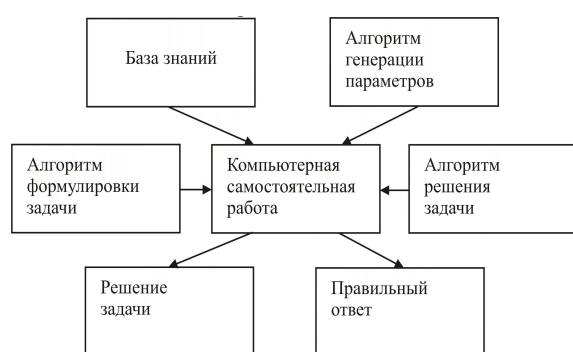 База знаний
Алгоритм
генерации
параметров
Алгоритм
формулировки
задачи
Компьютерная
самостоятельная
работа
Алгоритм
решения
задачи
Решение
задачи
Правильный
ответ